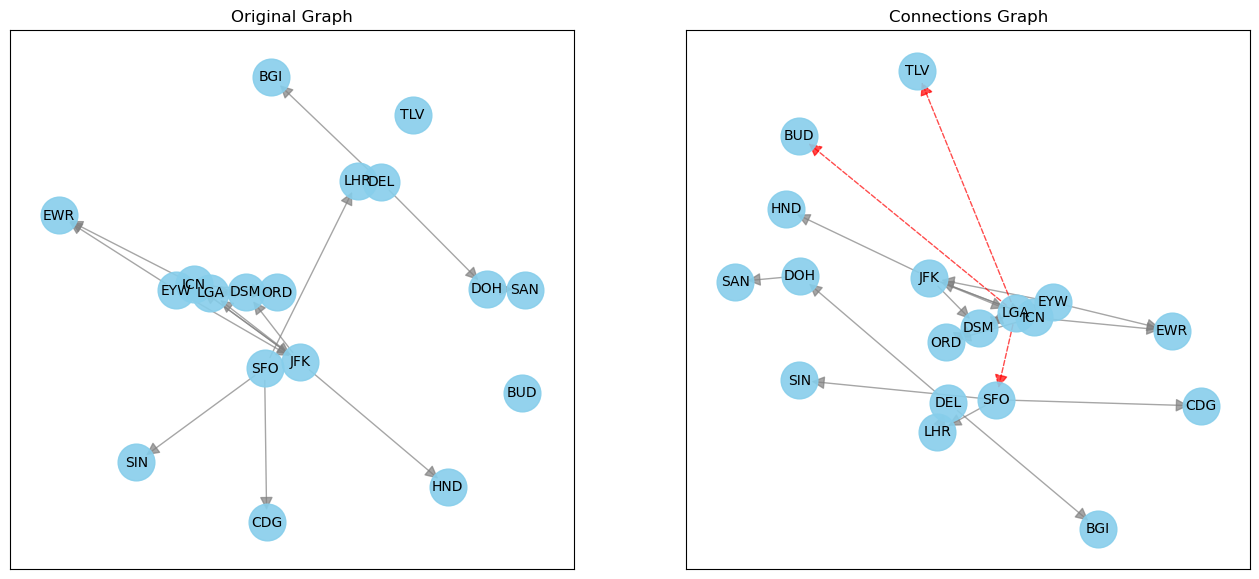 Original Graph
BGI
TLV
LHR
DEL
EWR
ICN
EYW
LGA
DSM
ORD
DOH
SAN
SFO
JFK
BUD
SIN
HND
CDG
Connections Graph
TLV
BUD
HND
DOH
JFK
SAN
EYW
LGA
ICN
DSM
EWR
ORD
SIN
DEL
SFO
CDG
LHR
BGI